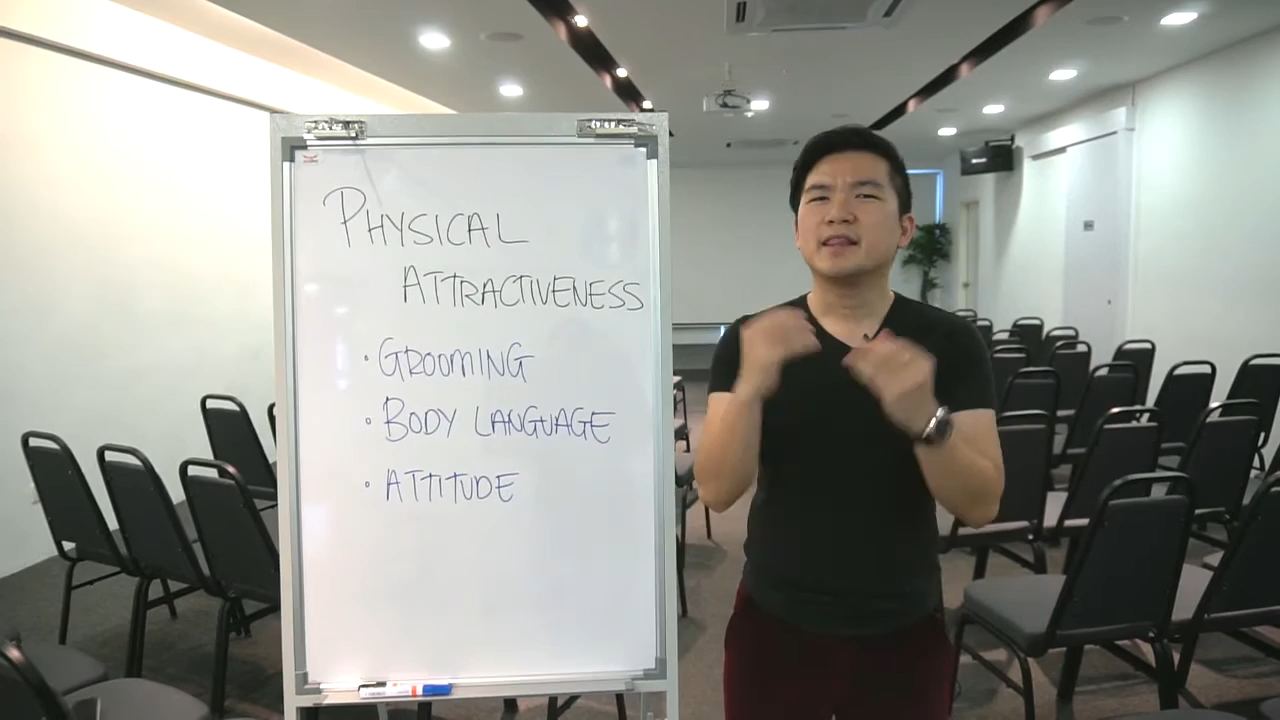 PHYSICAL
ATTRACTIVENESS
• GROOMING
• BODY LANGUAGE
• ATTITUDE